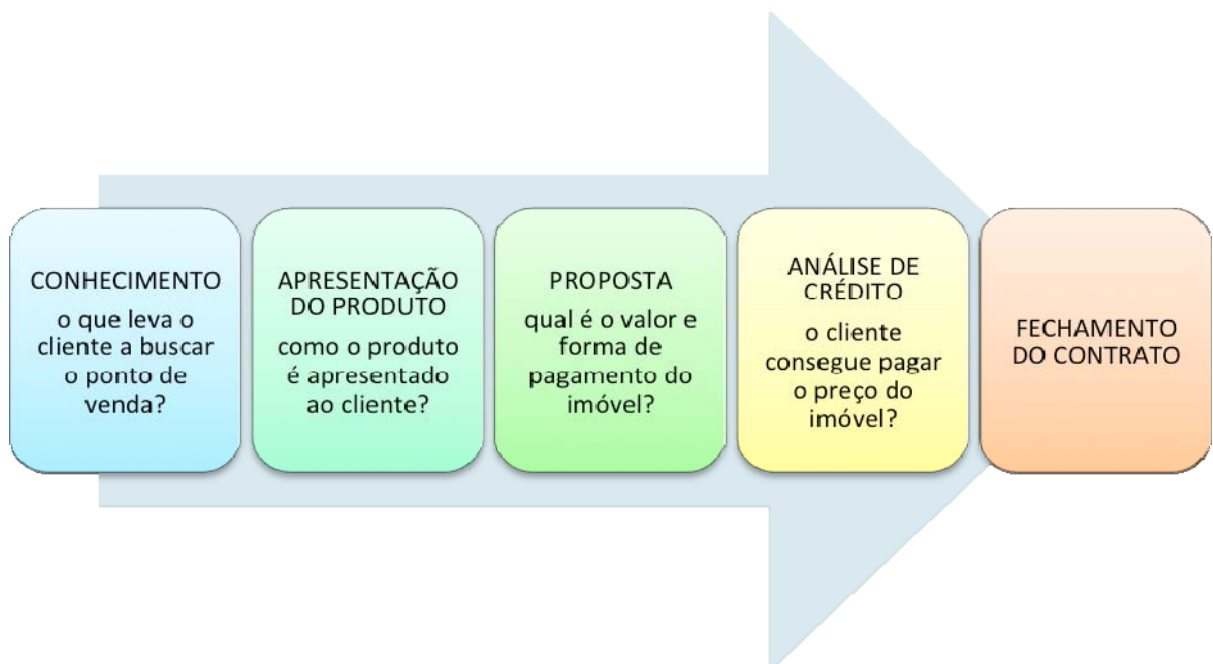 CONHECIMENTO
o que leva o
cliente a buscar
o ponto de
venda?
APRESENTAÇÃO
DO PRODUTO
como o produto
é apresentado
ao cliente?
PROPOSTA
qual é o valor e
forma de
pagamento do
imóvel?
ANÁLISE DE
CRÉDITO
o cliente
consegue pagar
o preço do
imóvel?
FECHAMENTO
DO CONTRATO